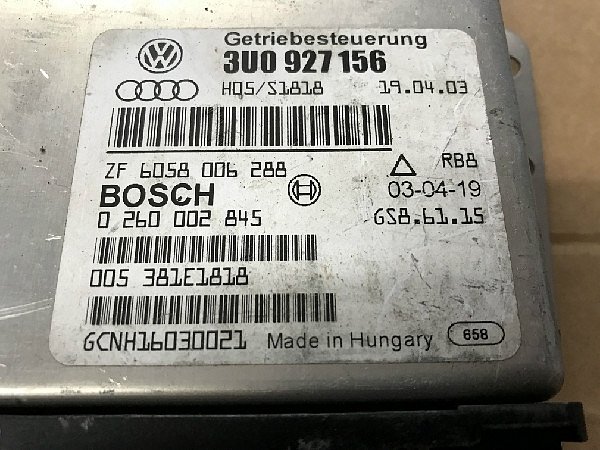 Getriebesteuerung
3U0 927 156
HQ5/S1818 19.04.03
ZF 6058 006 288 RB8
BOSCH 03-04-19
0 260 002 845 GS8.61.15
005 381E1818
GCNH16030021 Made in Hungary 658